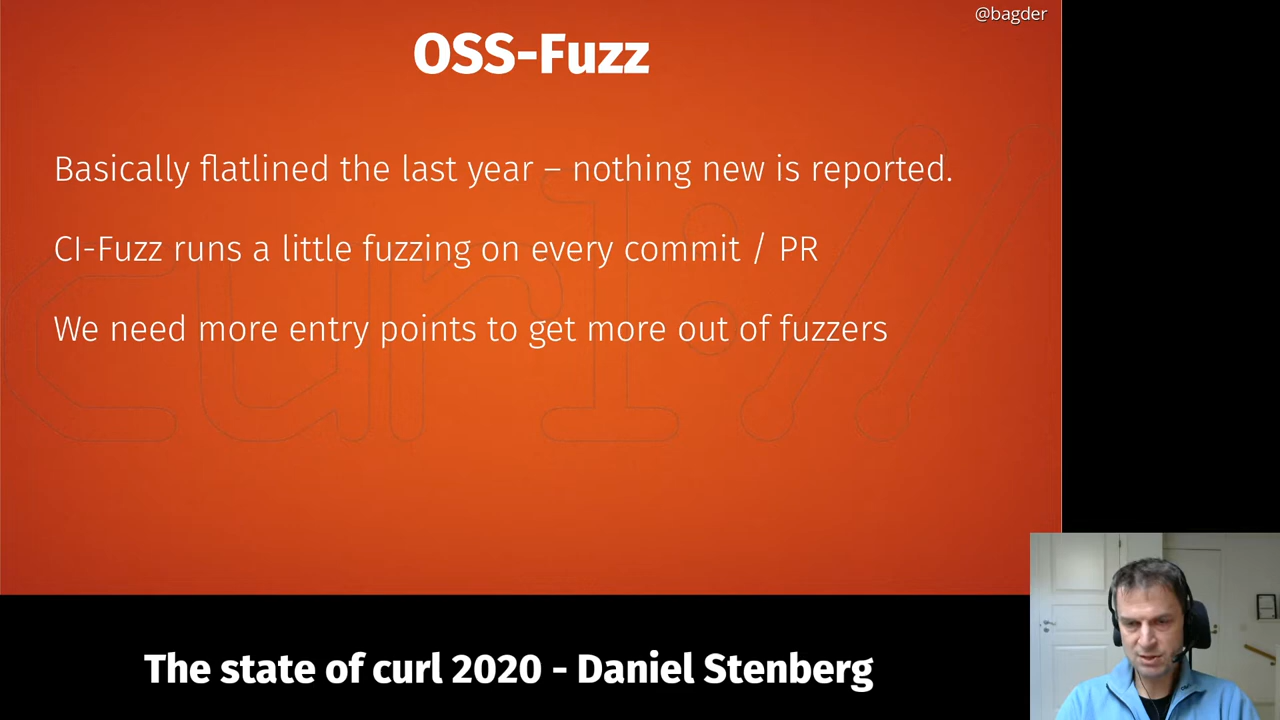 @bagder
OSS-Fuzz
Basically flatlined the last year – nothing new is reported.
CI-Fuzz runs a little fuzzing on every commit / PR
We need more entry points to get more out of fuzzers
curl://
The state of curl 2020 - Daniel Stenberg